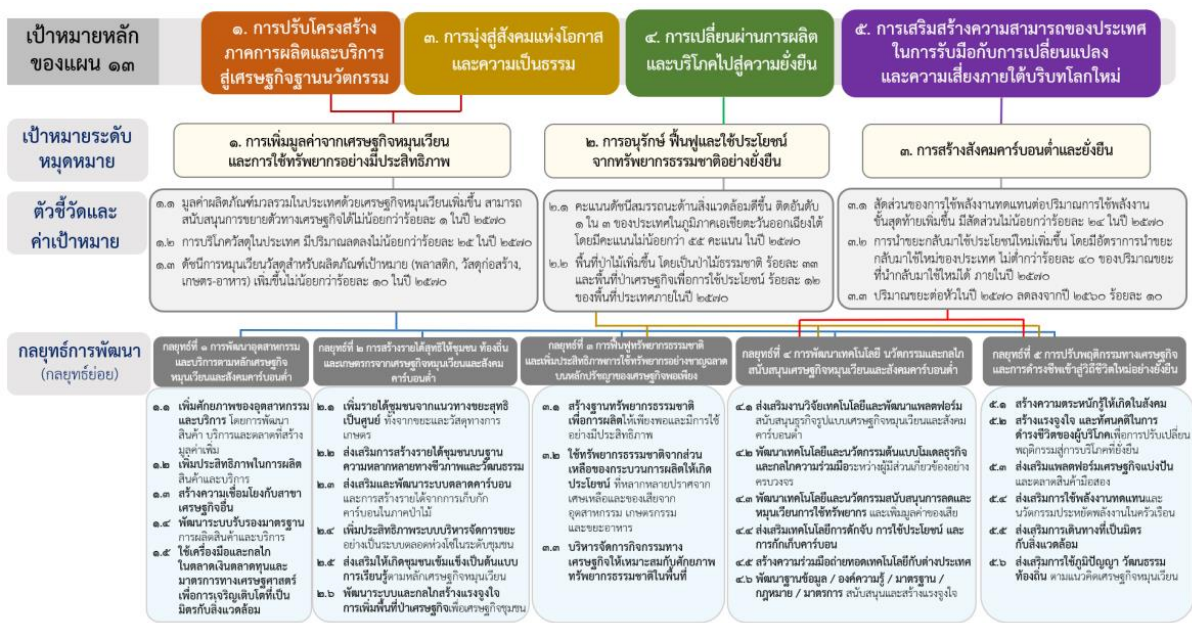 เป้าหมายหลัก
ของแผน ๑๓
๑. การปรับโครงสร้าง
ภาคการผลิตและบริการ
สู่เศรษฐกิจฐานนวัตกรรม
๓. การมุ่งสู่สังคมแห่งโอกาส
และความเป็นธรรม
๔. การเปลี่ยนผ่านการผลิต
และบริโภคไปสู่ความยั่งยืน
๕. การเสริมสร้างความสามารถของประเทศ
ในการรับมือกับการเปลี่ยนแปลง
และความเสี่ยงภายใต้บริบทโลกใหม่
เป้าหมายระดับ
หมุดหมาย
๑. การเพิ่มมูลค่าจากเศรษฐกิจหมุนเวียน
และการใช้ทรัพยากรอย่างมีประสิทธิภาพ
๒. การอนุรักษ์ ฟื้นฟูและใช้ประโยชน์
จากทรัพยากรธรรมชาติอย่างยั่งยืน
๓. การสร้างสังคมคาร์บอนต่ำและยั่งยืน
ตัวชี้วัดและ
ค่าเป้าหมาย
๑.๑ มูลค่าผลิตภัณฑ์มวลรวมในประเทศด้วยเศรษฐกิจหมุนเวียนเพิ่มขึ้น สามารถ
สนับสนุนการขยายตัวทางเศรษฐกิจได้ไม่น้อยกว่าร้อยละ ๑ ในปี ๒๕๗๐
๑.๒ การบริโภควัสดุในประเทศ มีปริมาณลดลงไม่น้อยกว่าร้อยละ ๒๕ ในปี ๒๕๗๐
๑.๓ ดัชนีการหมุนเวียนวัสดุสำหรับผลิตภัณฑ์เป้าหมาย (พลาสติก, วัสดุก่อสร้าง,
เกษตร-อาหาร) เพิ่มขึ้นไม่น้อยกว่าร้อยละ ๑๐ ในปี ๒๕๗๐
๒.๑ คะแนนดัชนีสมรรถนะด้านสิ่งแวดล้อมดีขึ้น ติดอันดับ
๑ ใน ๓ ของประเทศในภูมิภาคเอเชียตะวันออกเฉียงใต้
โดยมีคะแนนไม่น้อยกว่า ๕๕ คะแนน ในปี ๒๕๗๐
๒.๒ พื้นที่ป่าไม้เพิ่มขึ้น โดยเป็นป่าไม้ธรรมชาติ ร้อยละ ๓๓
และพื้นที่ป่าเศรษฐกิจเพื่อการใช้ประโยชน์ ร้อยละ ๑๒
ของพื้นที่ประเทศภายในปี ๒๕๗๐
๓.๑ สัดส่วนของการใช้พลังงานทดแทนต่อปริมาณการใช้พลังงาน
ขั้นสุดท้ายเพิ่มขึ้น มีสัดส่วนไม่น้อยกว่าร้อยละ ๒๔ ในปี ๒๕๗๐
๓.๒ การนำขยะกลับมาใช้ประโยชน์ใหม่เพิ่มขึ้น โดยมีอัตราการนำขยะ
กลับมาใช้ใหม่ของประเทศ ไม่ต่ำกว่าร้อยละ ๔๐ ของปริมาณขยะ
ที่นำกลับมาใช้ใหม่ได้ ภายในปี ๒๕๗๐
๓.๓ ปริมาณขยะต่อหัวในปี ๒๕๗๐ ลดลงจากปี ๒๕๖๐ ร้อยละ ๑๐
กลยุทธ์การพัฒนา
(กลยุทธ์ย่อย)
กลยุทธ์ที่ ๑ การพัฒนาอุตสาหกรรม
และบริการตามหลักเศรษฐกิจ
หมุนเวียนและสังคมคาร์บอนต่ำ
๑.๑ เพิ่มศักยภาพของอุตสาหกรรม
และบริการ โดยการพัฒนา
สินค้า บริการและตลาดที่สร้าง
มูลค่าเพิ่ม
๑.๒ เพิ่มประสิทธิภาพในการผลิต
สินค้าและบริการ
๑.๓ สร้างความเชื่อมโยงกับสาขา
เศรษฐกิจอื่น
๑.๔ พัฒนาระบบรับรองมาตรฐาน
การผลิตสินค้าและบริการ
๑.๕ ใช้เครื่องมือและกลไก
ในตลาดเงินตลาดทุนและ
มาตรการทางเศรษฐศาสตร์
เพื่อการเจริญเติบโตที่เป็น
มิตรกับสิ่งแวดล้อม
กลยุทธ์ที่ ๒ การสร้างรายได้สุทธิให้ชุมชน ท้องถิ่น
และเกษตรกรจากเศรษฐกิจหมุนเวียนและสังคม
คาร์บอนต่ำ
๒.๑ เพิ่มรายได้ชุมชนจากแนวทางขยะสุทธิ
เป็นศูนย์ ทั้งจากขยะและวัสดุทางการ
เกษตร
๒.๒ ส่งเสริมการสร้างรายได้ชุมชนบนฐาน
ความหลากหลายทางชีวภาพและวัฒนธรรม
๒.๓ ส่งเสริมและพัฒนาระบบตลาดคาร์บอน
และการสร้างรายได้จากการเก็บกัก
คาร์บอนในภาคป่าไม้
๒.๔ เพิ่มประสิทธิภาพระบบบริหารจัดการขยะ
อย่างเป็นระบบตลอดห่วงโซ่ในระดับชุมชน
๒.๕ ส่งเสริมให้เกิดชุมชนเข้มแข็งเป็นต้นแบบ
การเรียนรู้ตามหลักเศรษฐกิจหมุนเวียน
๒.๖ พัฒนาระบบและกลไกสร้างแรงจูงใจ
การเพิ่มพื้นที่ป่าเศรษฐกิจเพื่อเศรษฐกิจชุมชน
กลยุทธ์ที่ ๓ การฟื้นฟูทรัพยากรธรรมชาติ
และเพิ่มประสิทธิภาพการใช้ทรัพยากรอย่างชาญฉลาด
บนหลักปรัชญาของเศรษฐกิจพอเพียง
๓.๑ สร้างฐานทรัพยากรธรรมชาติ
เพื่อการผลิตให้เพียงพอและมีการใช้
อย่างมีประสิทธิภาพ
๓.๒ ใช้ทรัพยากรธรรมชาติจากส่วน
เหลือของกระบวนการผลิตให้เกิด
ประโยชน์ ที่หลากหลายปราศจาก
เศษเหลือและของเสียจาก
อุตสาหกรรม เกษตรกรรม
และขยะอาหาร
๓.๓ บริหารจัดการกิจกรรมทาง
เศรษฐกิจให้เหมาะสมกับศักยภาพ
ทรัพยากรธรรมชาติในพื้นที่
กลยุทธ์ที่ ๔ การพัฒนาเทคโนโลยี นวัตกรรมและกลไก
สนับสนุนเศรษฐกิจหมุนเวียนและสังคมคาร์บอนต่ำ
๔.๑ ส่งเสริมงานวิจัยเทคโนโลยีและพัฒนาแพลตฟอร์ม
สนับสนุนธุรกิจรูปแบบเศรษฐกิจหมุนเวียนและสังคม
คาร์บอนต่ำ
๔.๒ พัฒนาเทคโนโลยีและนวัตกรรมต้นแบบโมเดลธุรกิจ
และกลไกความร่วมมือระหว่างผู้มีส่วนเกี่ยวข้องอย่าง
ครบวงจร
๔.๓ พัฒนาเทคโนโลยีและนวัตกรรมสนับสนุนการลดและ
หมุนเวียนการใช้ทรัพยากร และเพิ่มมูลค่าของเสีย
๔.๔ ส่งเสริมเทคโนโลยีการดักจับ การใช้ประโยชน์ และ
การกักเก็บคาร์บอน
๔.๕ สร้างความร่วมมือถ่ายทอดเทคโนโลยีกับต่างประเทศ
๔.๖ พัฒนาฐานข้อมูล / องค์ความรู้ / มาตรฐาน /
กฎหมาย / มาตรการ สนับสนุนและสร้างแรงจูงใจ
กลยุทธ์ที่ ๕ การปรับพฤติกรรมทางเศรษฐกิจ
และการดำรงชีพเข้าสู่วิถีชีวิตใหม่อย่างยั่งยืน
๕.๑ สร้างความตระหนักรู้ให้เกิดในสังคม
๕.๒ สร้างแรงจูงใจ และทัศนคติในการ
ดำรงชีวิตของผู้บริโภคเพื่อการปรับเปลี่ยน
พฤติกรรมสู่การบริโภคที่ยั่งยืน
๕.๓ ส่งเสริมแพลตฟอร์มเศรษฐกิจแบ่งปัน
และตลาดสินค้ามือสอง
๕.๔ ส่งเสริมการใช้พลังงานทดแทนและ
นวัตกรรมประหยัดพลังงานในครัวเรือน
๕.๕ ส่งเสริมการเดินทางที่เป็นมิตร
กับสิ่งแวดล้อม
๕.๖ ส่งเสริมการใช้ภูมิปัญญา วัฒนธรรม
ท้องถิ่น ตามแนวคิดเศรษฐกิจหมุนเวียน